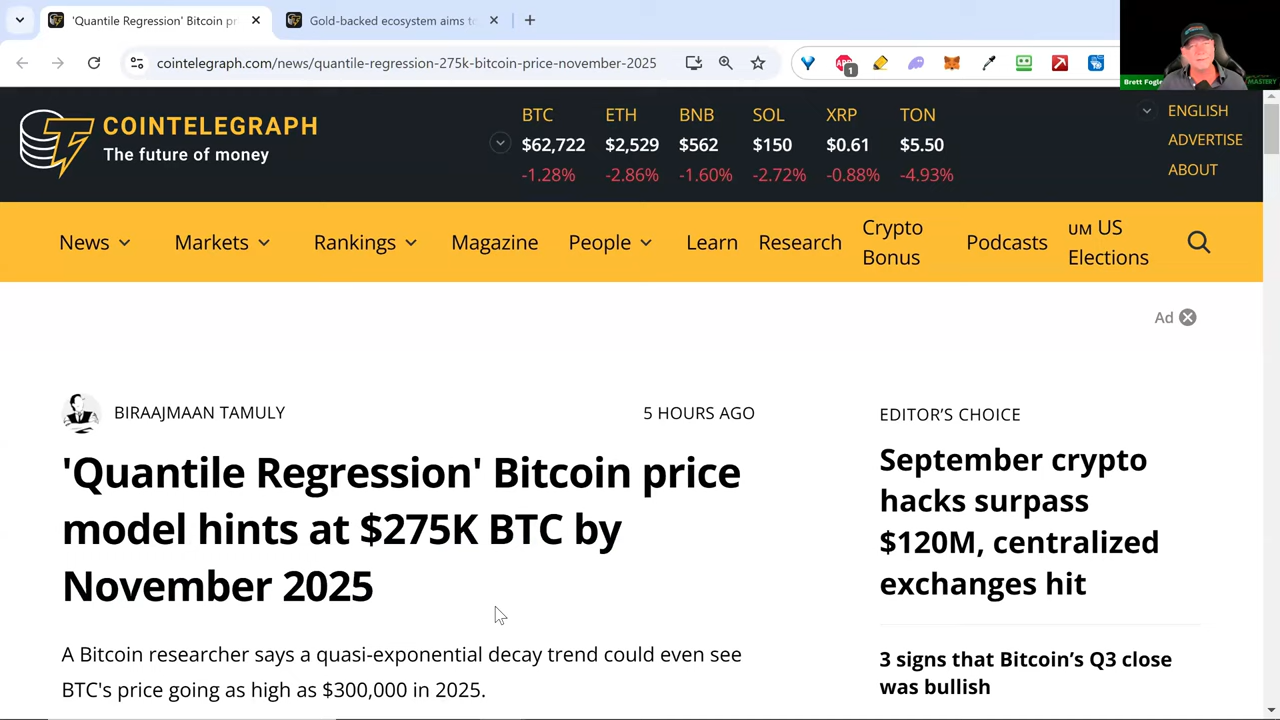 'Quantile Regression' Bitcoin pr
Gold-backed ecosystem aims to
cointelegraph.com/news/quantile-regression-275k-bitcoin-price-november-2025
1
Brett Fogle
MASTERY
COINTELEGRAPH
The future of money
BTC ETH BNB SOL XRP TON
$62,722 $2,529 $562 $150 $0.61 $5.50
-1.28% -2.86% -1.60% -2.72% -0.88% -4.93%
ENGLISH
ADVERTISE
ABOUT
News Markets Rankings Magazine People Learn Research Crypto Bonus Podcasts UM US Elections
Ad
BIRAAJMAAN TAMULY 5 HOURS AGO
'Quantile Regression' Bitcoin price
model hints at $275K BTC by
November 2025
A Bitcoin researcher says a quasi-exponential decay trend could even see
BTC's price going as high as $300,000 in 2025.
EDITOR'S CHOICE
September crypto
hacks surpass
$120M, centralized
exchanges hit
3 signs that Bitcoin's Q3 close
was bullish